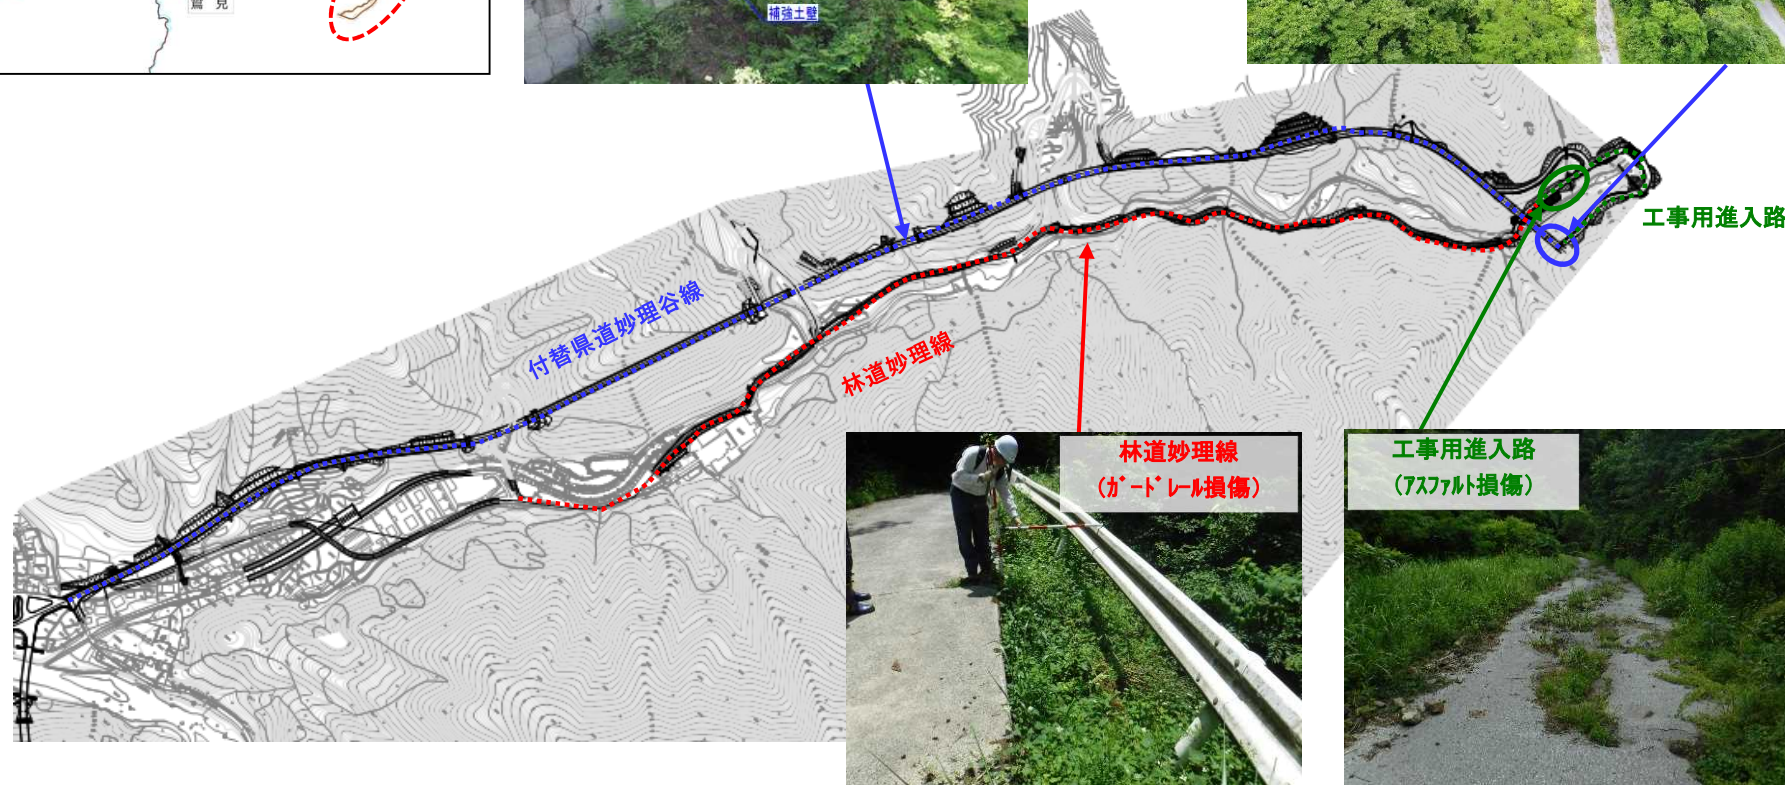 鷲見
補強土壁
工事用進入路
付替県道妙理谷線
林道妙理線
林道妙理線
(ｶﾞｰﾄﾞﾚｰﾙ損傷)
工事用進入路
(ｱｽﾌｧﾙﾄ損傷)